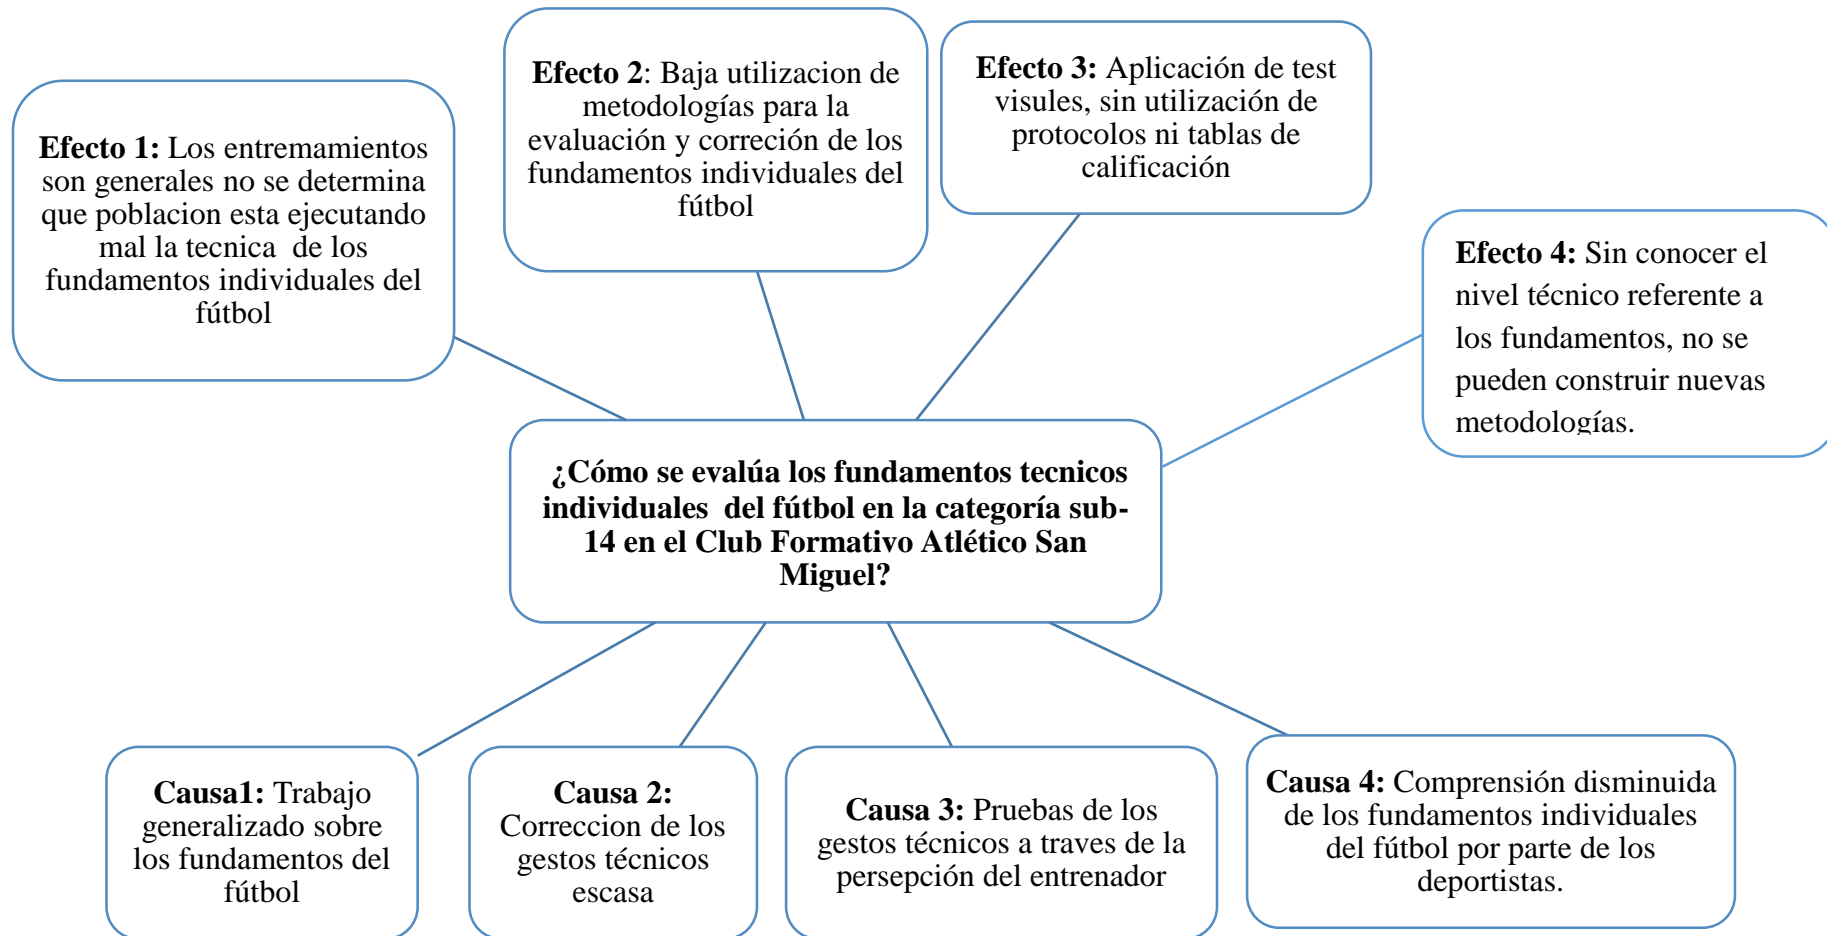 Efecto 1: Los entremamientos
son generales no se determina
que poblacion esta ejecutando
mal la tecnica de los
fundamentos individuales del
fútbol
Efecto 2: Baja utilizacion de
metodologías para la
evaluación y correción de los
fundamentos individuales del
fútbol
Efecto 3: Aplicación de test
visules, sin utilización de
protocolos ni tablas de
calificación
Efecto 4: Sin conocer el
nivel técnico referente a
los fundamentos, no se
pueden construir nuevas
metodologías.
¿Cómo se evalúa los fundamentos tecnicos
individuales del fútbol en la categoría sub-
14 en el Club Formativo Atlético San
Miguel?
Causa1: Trabajo
generalizado sobre
los fundamentos del
fútbol
Causa 2:
Correccion de los
gestos técnicos
escasa
Causa 3: Pruebas de los
gestos técnicos a traves de la
persepción del entrenador
Causa 4: Comprensión disminuida
de los fundamentos individuales
del fútbol por parte de los
deportistas.